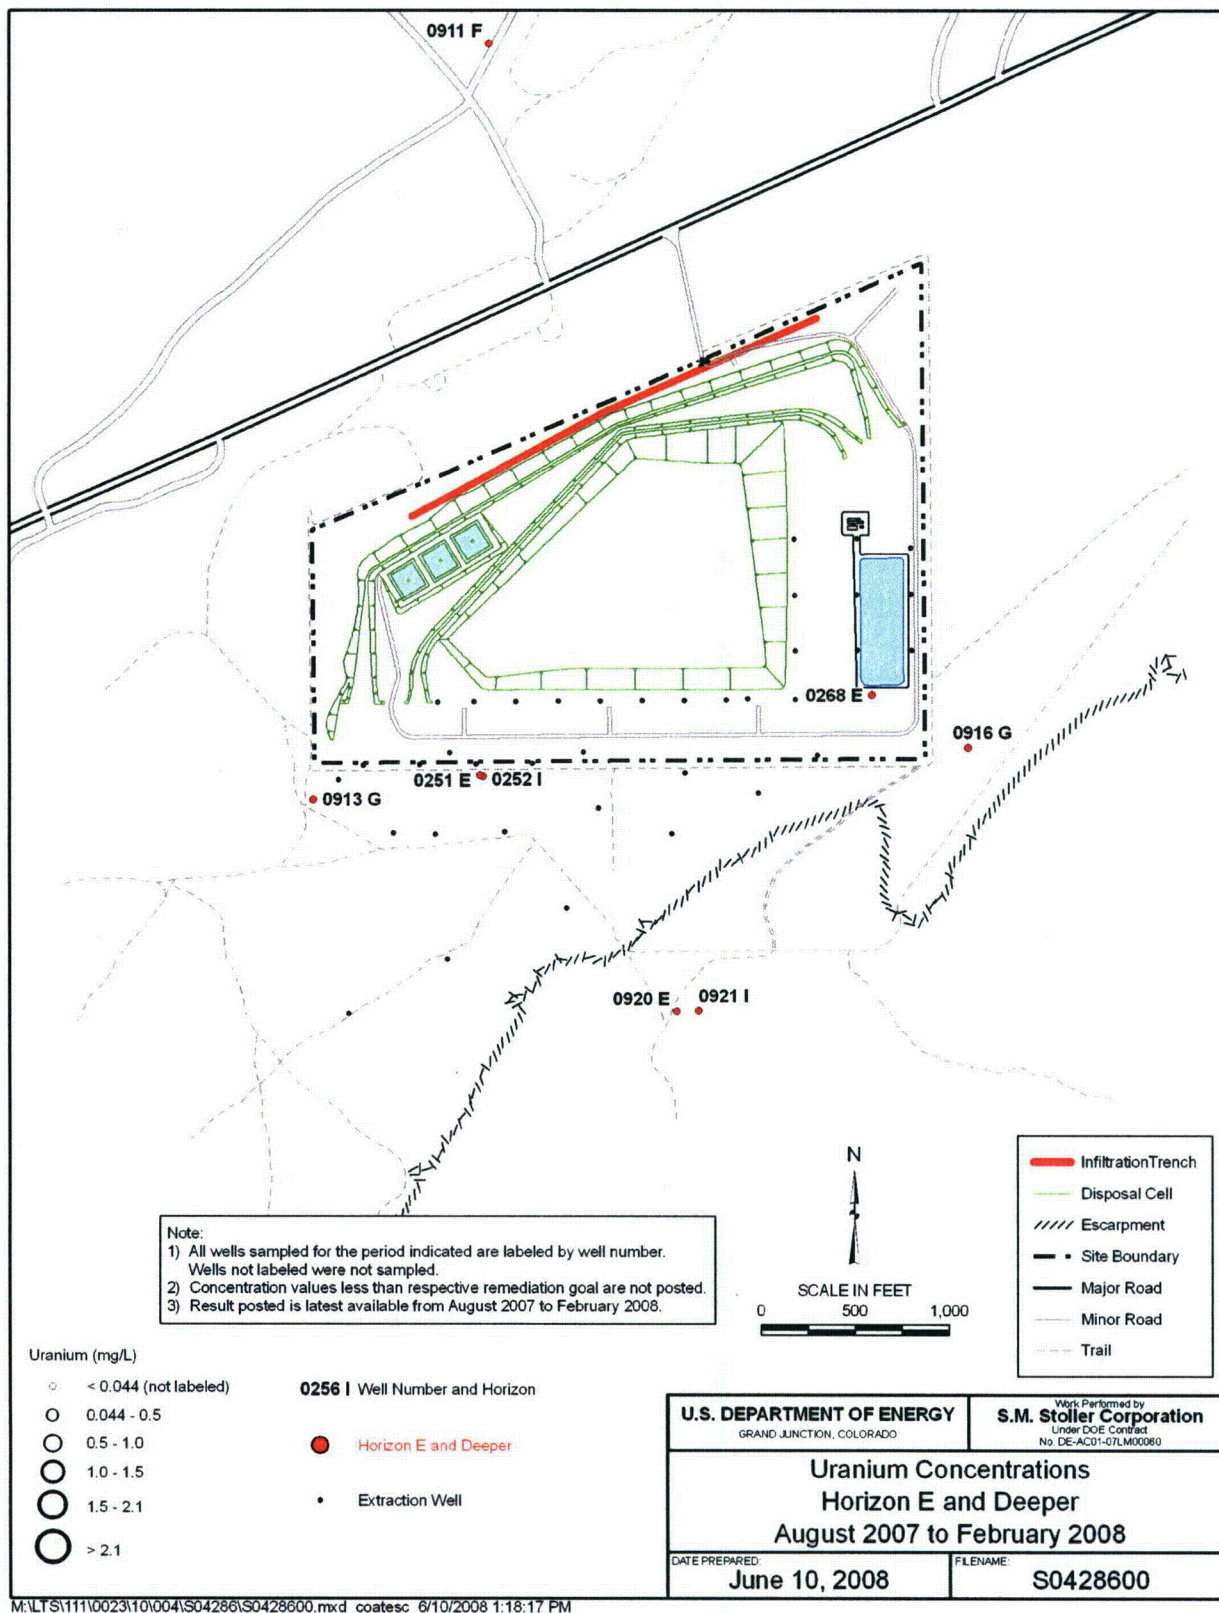 0911 F
0268 E
0916 G
0251 E
0252 I
0913 G
0920 E
0921 I
N
SCALE IN FEET
0 500 1,000
InfiltrationTrench
Disposal Cell
Escarpment
Site Boundary
Major Road
Minor Road
Trail
Note:
1) All wells sampled for the period indicated are labeled by well number.
Wells not labeled were not sampled.
2) Concentration values less than respective remediation goal are not posted.
3) Result posted is latest available from August 2007 to February 2008.
Uranium (mg/L)
< 0.044 (not labeled)
0.044 - 0.5
0.5 - 1.0
1.0 - 1.5
1.5 - 2.1
> 2.1
0256 I Well Number and Horizon
Horizon E and Deeper
Extraction Well
U.S. DEPARTMENT OF ENERGY
GRAND JUNCTION, COLORADO
Work Performed by
S.M. Stoller Corporation
Under DOE Contract
No. DE-AC01-07LM00060
Uranium Concentrations
Horizon E and Deeper
August 2007 to February 2008
DATE PREPARED:
June 10, 2008
FILENAME:
S0428600
M:\LTS\111\0023\10\004\S04286\S0428600.mxd coatesc 6/10/2008 1:18:17 PM